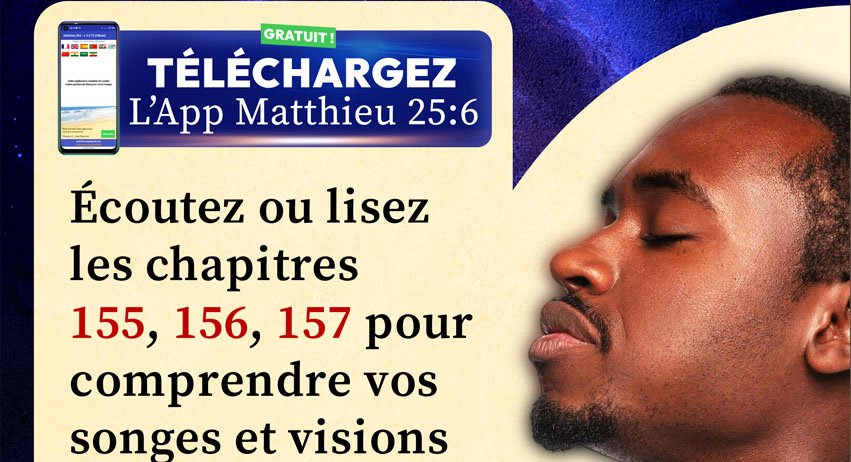 GRATUIT !
TÉLÉCHARGEZ
L’App Matthieu 25:6
Écoutez ou lisez
les chapitres
155, 156, 157 pour
comprendre vos
songes et visions